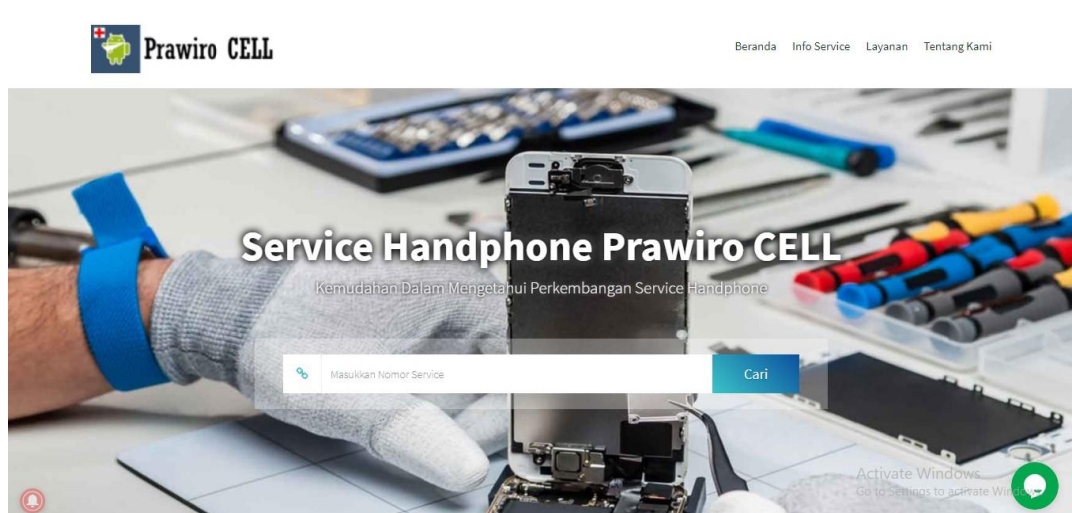 Prawiro CELL
Beranda Info Service Layanan Tentang Kami
Service Handphone Prawiro CELL
Kemudahan Dalam Mengetahui Perkembangan Service Handphone
Masukkan Nomor Service
Cari
Activate Windows
Go to Settings to activate Windows